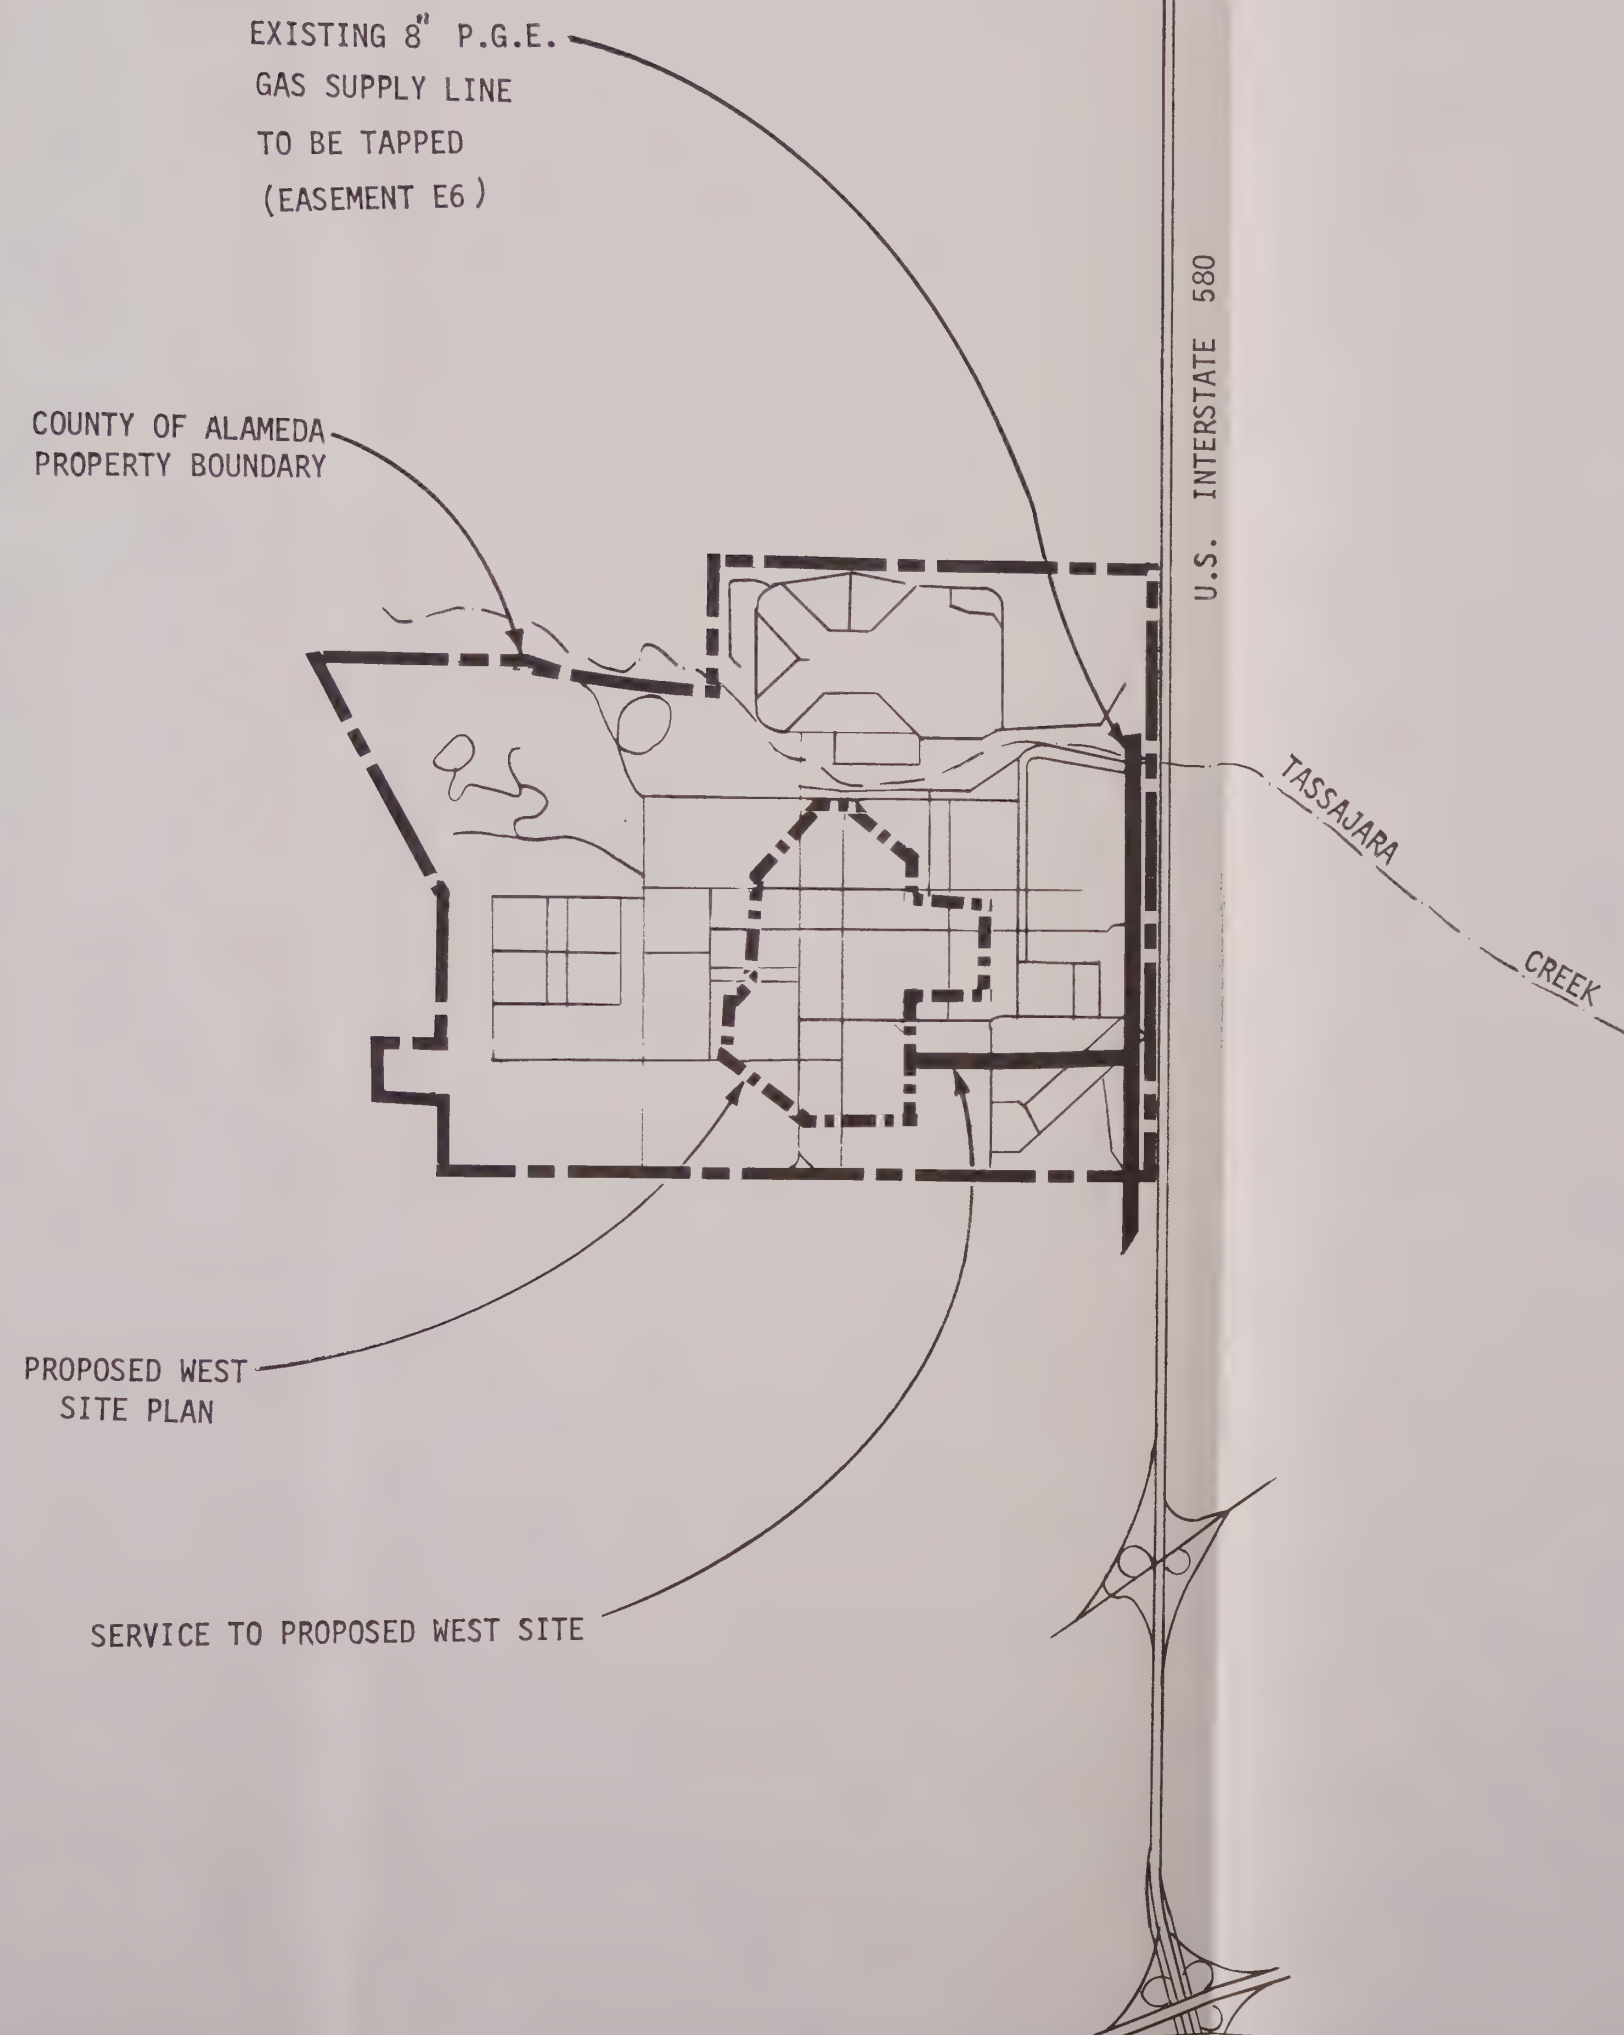 EXISTING 8" P.G.E.
GAS SUPPLY LINE
TO BE TAPPED
(EASEMENT E6)
U.S. INTERSTATE 580
COUNTY OF ALAMEDA
PROPERTY BOUNDARY
TASSAJARA
CREEK
PROPOSED WEST
SITE PLAN
SERVICE TO PROPOSED WEST SITE